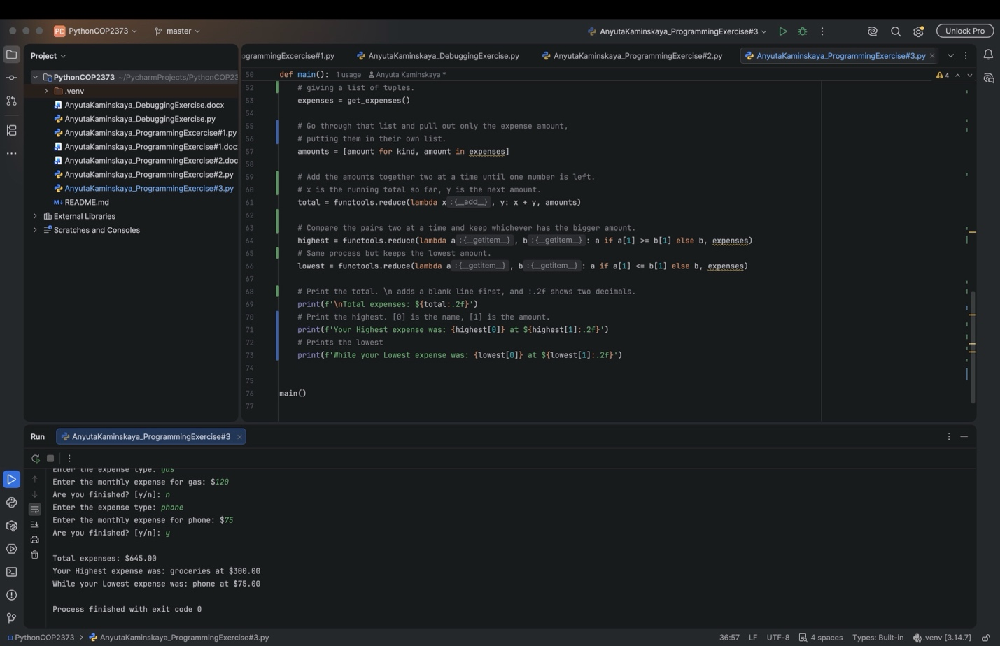 PC PythonCOP2373 master AnyutaKaminskaya_ProgrammingExercise#3 Unlock Pro
Project
ogrammingExcercise#1.py AnyutaKaminskaya_DebuggingExercise.py AnyutaKaminskaya_ProgrammingExercise#2.py AnyutaKaminskaya_ProgrammingExercise#3.py
PythonCOP2373 ~/PycharmProjects/PythonCOP23
.venv
AnyutaKaminskaya_DebuggingExercise.docx
AnyutaKaminskaya_DebuggingExercise.py
AnyutaKaminskaya_ProgrammingExcercise#1.py
AnyutaKaminskaya_ProgrammingExercise#1.doc
AnyutaKaminskaya_ProgrammingExercise#2.doc
AnyutaKaminskaya_ProgrammingExercise#2.py
AnyutaKaminskaya_ProgrammingExercise#3.py
M↓ README.md
External Libraries
Scratches and Consoles
50 def main(): 1 usage Anyuta Kaminskaya * 4
52 # giving a list of tuples.
53 expenses = get_expenses()
54
55 # Go through that list and pull out only the expense amount,
56 # putting them in their own list.
57 amounts = [amount for kind, amount in expenses]
58
59 # Add the amounts together two at a time until one number is left.
60 # x is the running total so far, y is the next amount.
61 total = functools.reduce(lambda x :{__add__} , y: x + y, amounts)
62
63 # Compare the pairs two at a time and keep whichever has the bigger amount.
64 highest = functools.reduce(lambda a :{__getitem__} , b :{__getitem__} : a if a[1] >= b[1] else b, expenses)
65 # Same process but keeps the lowest amount.
66 lowest = functools.reduce(lambda a :{__getitem__} , b :{__getitem__} : a if a[1] <= b[1] else b, expenses)
67
68 # Print the total. \n adds a blank line first, and :.2f shows two decimals.
69 print(f'\nTotal expenses: ${total:.2f}')
70 # Print the highest. [0] is the name, [1] is the amount.
71 print(f'Your Highest expense was: {highest[0]} at ${highest[1]:.2f}')
72 # Prints the lowest
73 print(f'While your Lowest expense was: {lowest[0]} at ${lowest[1]:.2f}')
74
75
76 main()
77
Run AnyutaKaminskaya_ProgrammingExercise#3
Enter the expense type: gas
Enter the monthly expense for gas: $120
Are you finished? [y/n]: n
Enter the expense type: phone
Enter the monthly expense for phone: $75
Are you finished? [y/n]: y
Total expenses: $645.00
Your Highest expense was: groceries at $300.00
While your Lowest expense was: phone at $75.00
Process finished with exit code 0
PythonCOP2373 > AnyutaKaminskaya_ProgrammingExercise#3.py 36:57 LF UTF-8 4 spaces Types: Built-in .venv [3.14.7]